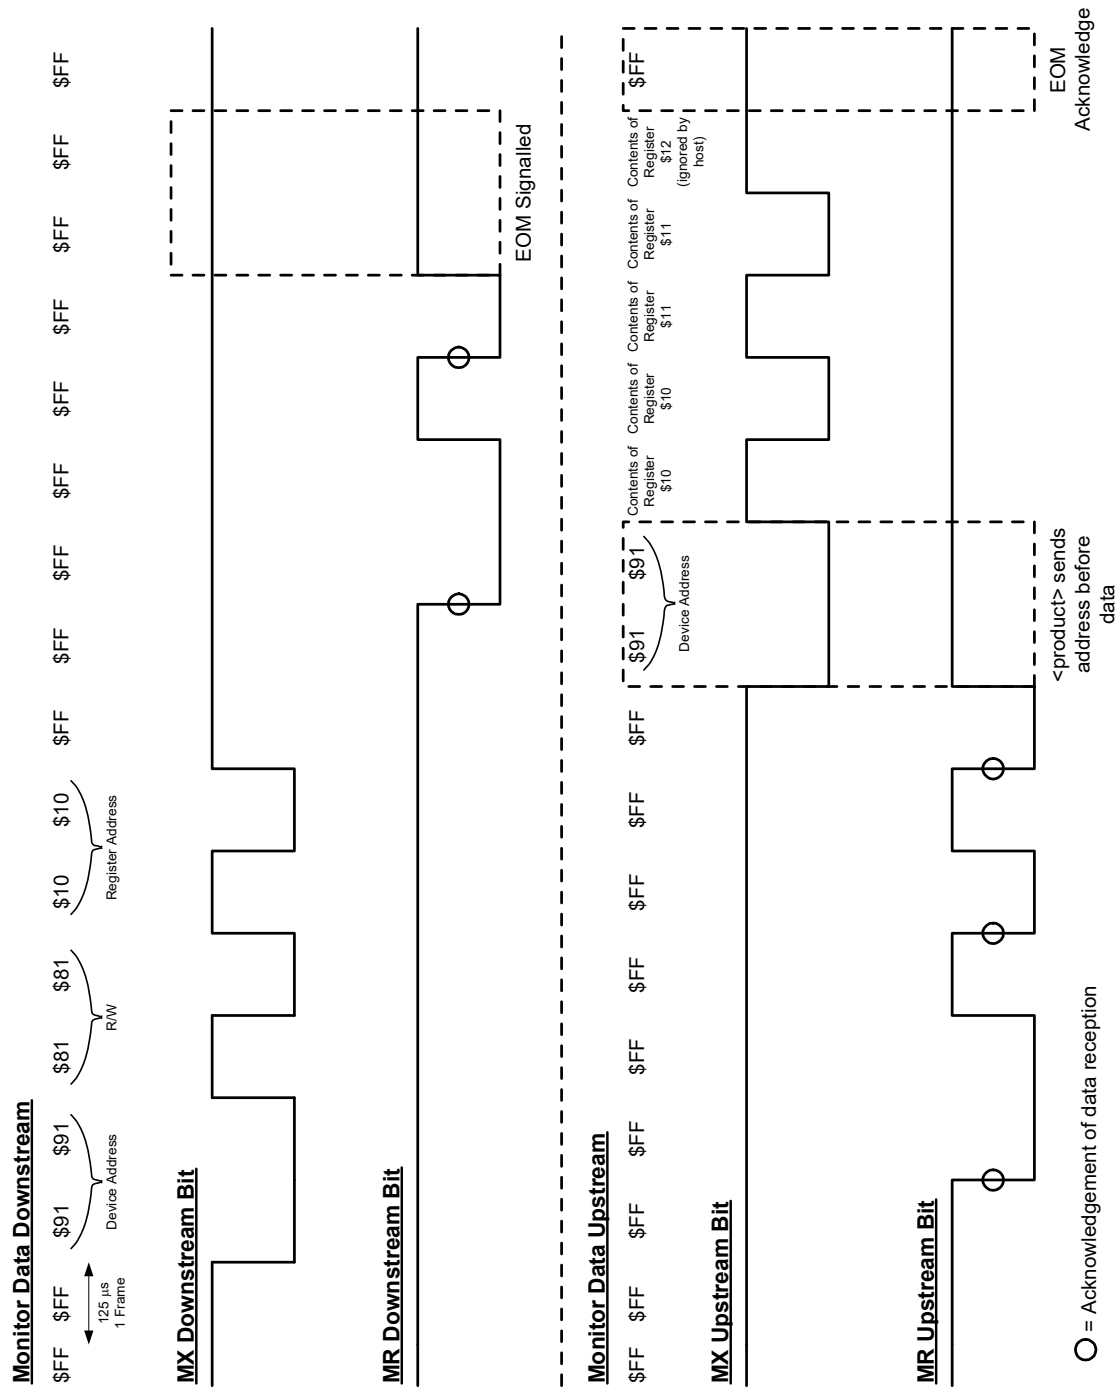 Monitor Data Downstream
$FF $FF $91 $91 $81 $81 $10 $10 $FF $FF $FF $FF $FF $FF $FF $FF $FF
125 µs
1 Frame
Device Address
R/W
Register Address
MX Downstream Bit
MR Downstream Bit
EOM Signalled
Monitor Data Upstream
$FF $FF $FF $FF $FF $FF $FF $FF $FF $91 $91
Device Address
Contents of
Register
$10
Contents of
Register
$10
Contents of
Register
$11
Contents of
Register
$11
Contents of
Register
$12
(ignored by
host)
$FF
MX Upstream Bit
MR Upstream Bit
<product> sends
address before
data
EOM
Acknowledge
= Acknowledgement of data reception